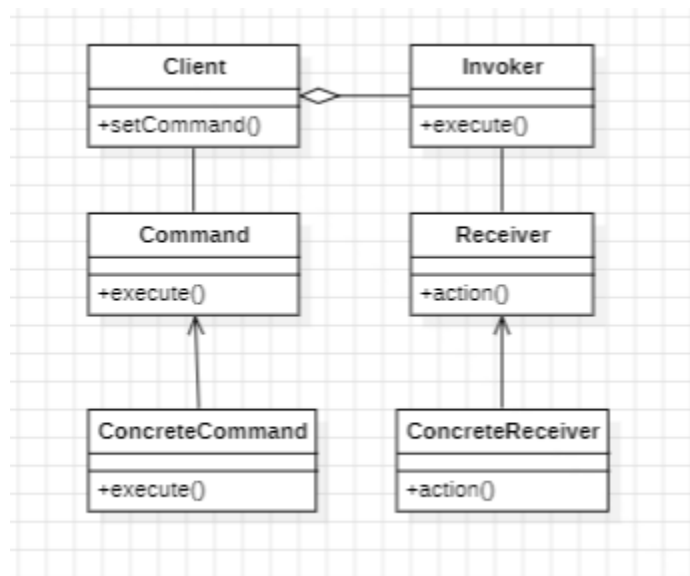 Client
+setCommand()
Invoker
+execute()
Command
+execute()
Receiver
+action()
ConcreteCommand
+execute()
ConcreteReceiver
+action()